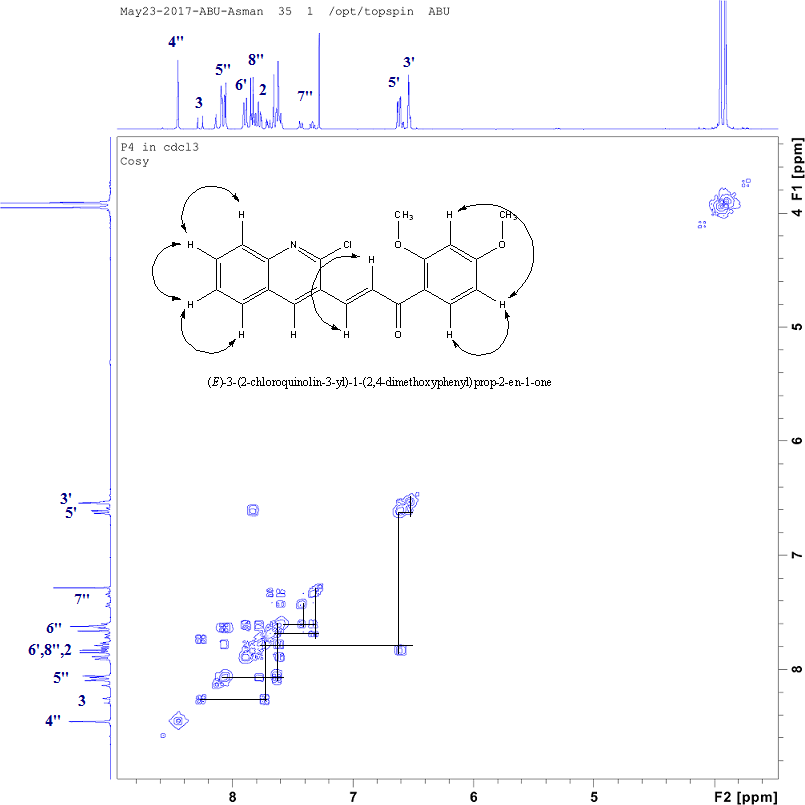 May23-2017-ABU-Asman 35 1 /opt/topspin ABU
4"
3
5"
6'
8"
2
7"
5'
3'
P4 in cdcl3
Cosy
H
H
H
H
N
Cl
H
H
H
O
CH3
O
H
CH3
O
H
H
(E)-3-(2-chloroquinolin-3-yl)-1-(2,4-dimethoxyphenyl)prop-2-en-1-one
3'
5'
7"
6"
6',8",2
5"
3
4"
4
5
6
7
8
F1 [ppm]
8
7
6
5
F2 [ppm]